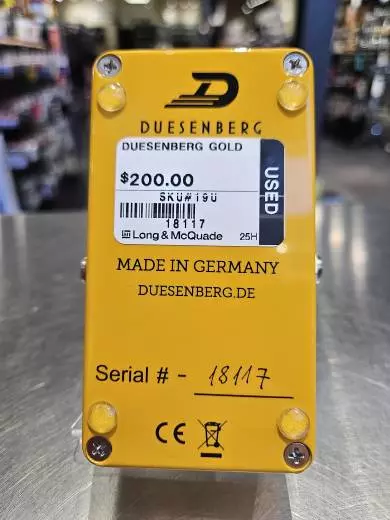 D
DUESENBERG
DUESENBERG GOLD
$200.00
USED
SKU#19U
18117
Long & McQuade 25H
MADE IN GERMANY
DUESENBERG.DE
Serial # - 18117
CE